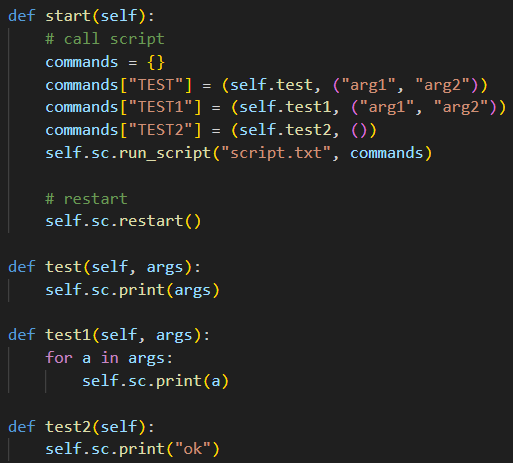 def start(self):
    # call script
    commands = {}
    commands["TEST"] = (self.test, ("arg1", "arg2"))
    commands["TEST1"] = (self.test1, ("arg1", "arg2"))
    commands["TEST2"] = (self.test2, ())
    self.sc.run_script("script.txt", commands)

    # restart
    self.sc.restart()

def test(self, args):
    self.sc.print(args)

def test1(self, args):
    for a in args:
        self.sc.print(a)

def test2(self):
    self.sc.print("ok")